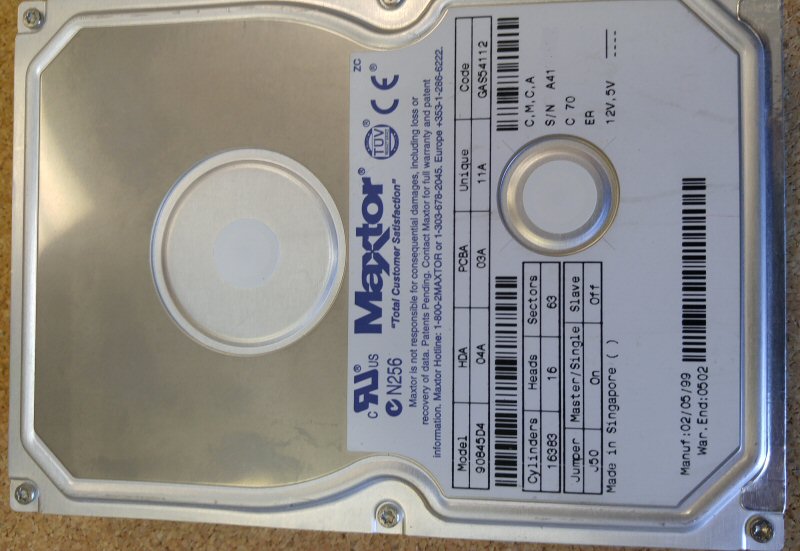 ZC
c RU® US
Maxtor®
TUV
CE®
N256
"Total Customer Satisfaction"
Maxtor is not responsible for consequential damages, including loss or
recovery of data. Patents Pending. Contact Maxtor for full warranty and patent
information. Maxtor Hotline: 1-800-2MAXTOR or 1-303-678-2045. Europe +353-1-286-6222.
Model HDA PCBA Unique Code
90845D4 04A 03A 11A GAS54112
C,M,C,A
S/N A41
C 70
ER
12V,5V
Cylinders Heads Sectors
16383 16 63
Jumper Master/Single Slave
J50 On Off
Made in Singapore ( )
Manuf:02/05/99
War.End:0502